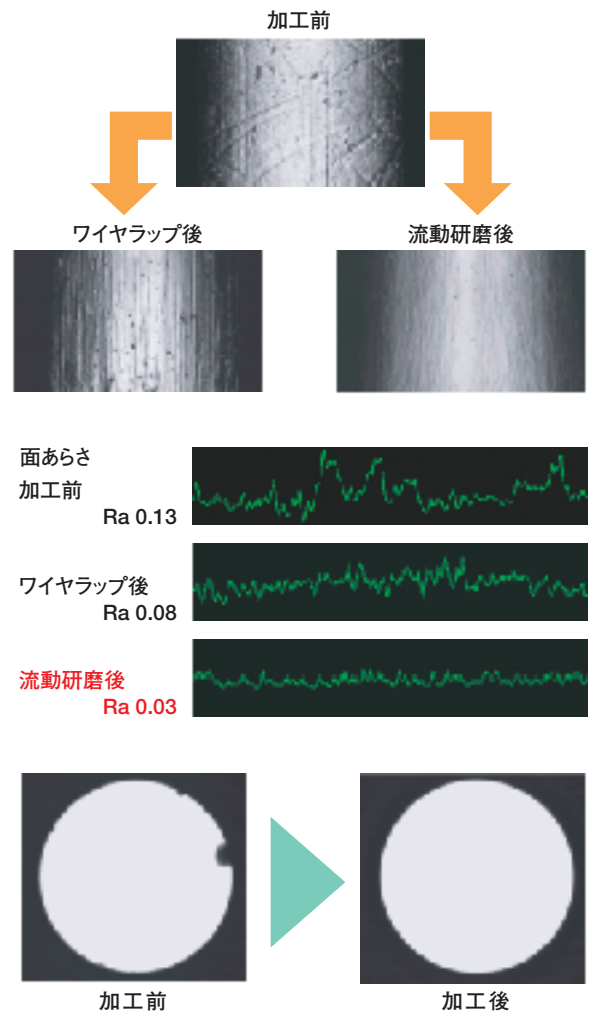 加工前
ワイヤラップ後
流動研磨後
面あらさ
加工前
Ra 0.13
ワイヤラップ後
Ra 0.08
流動研磨後
Ra 0.03
加工前
加工後